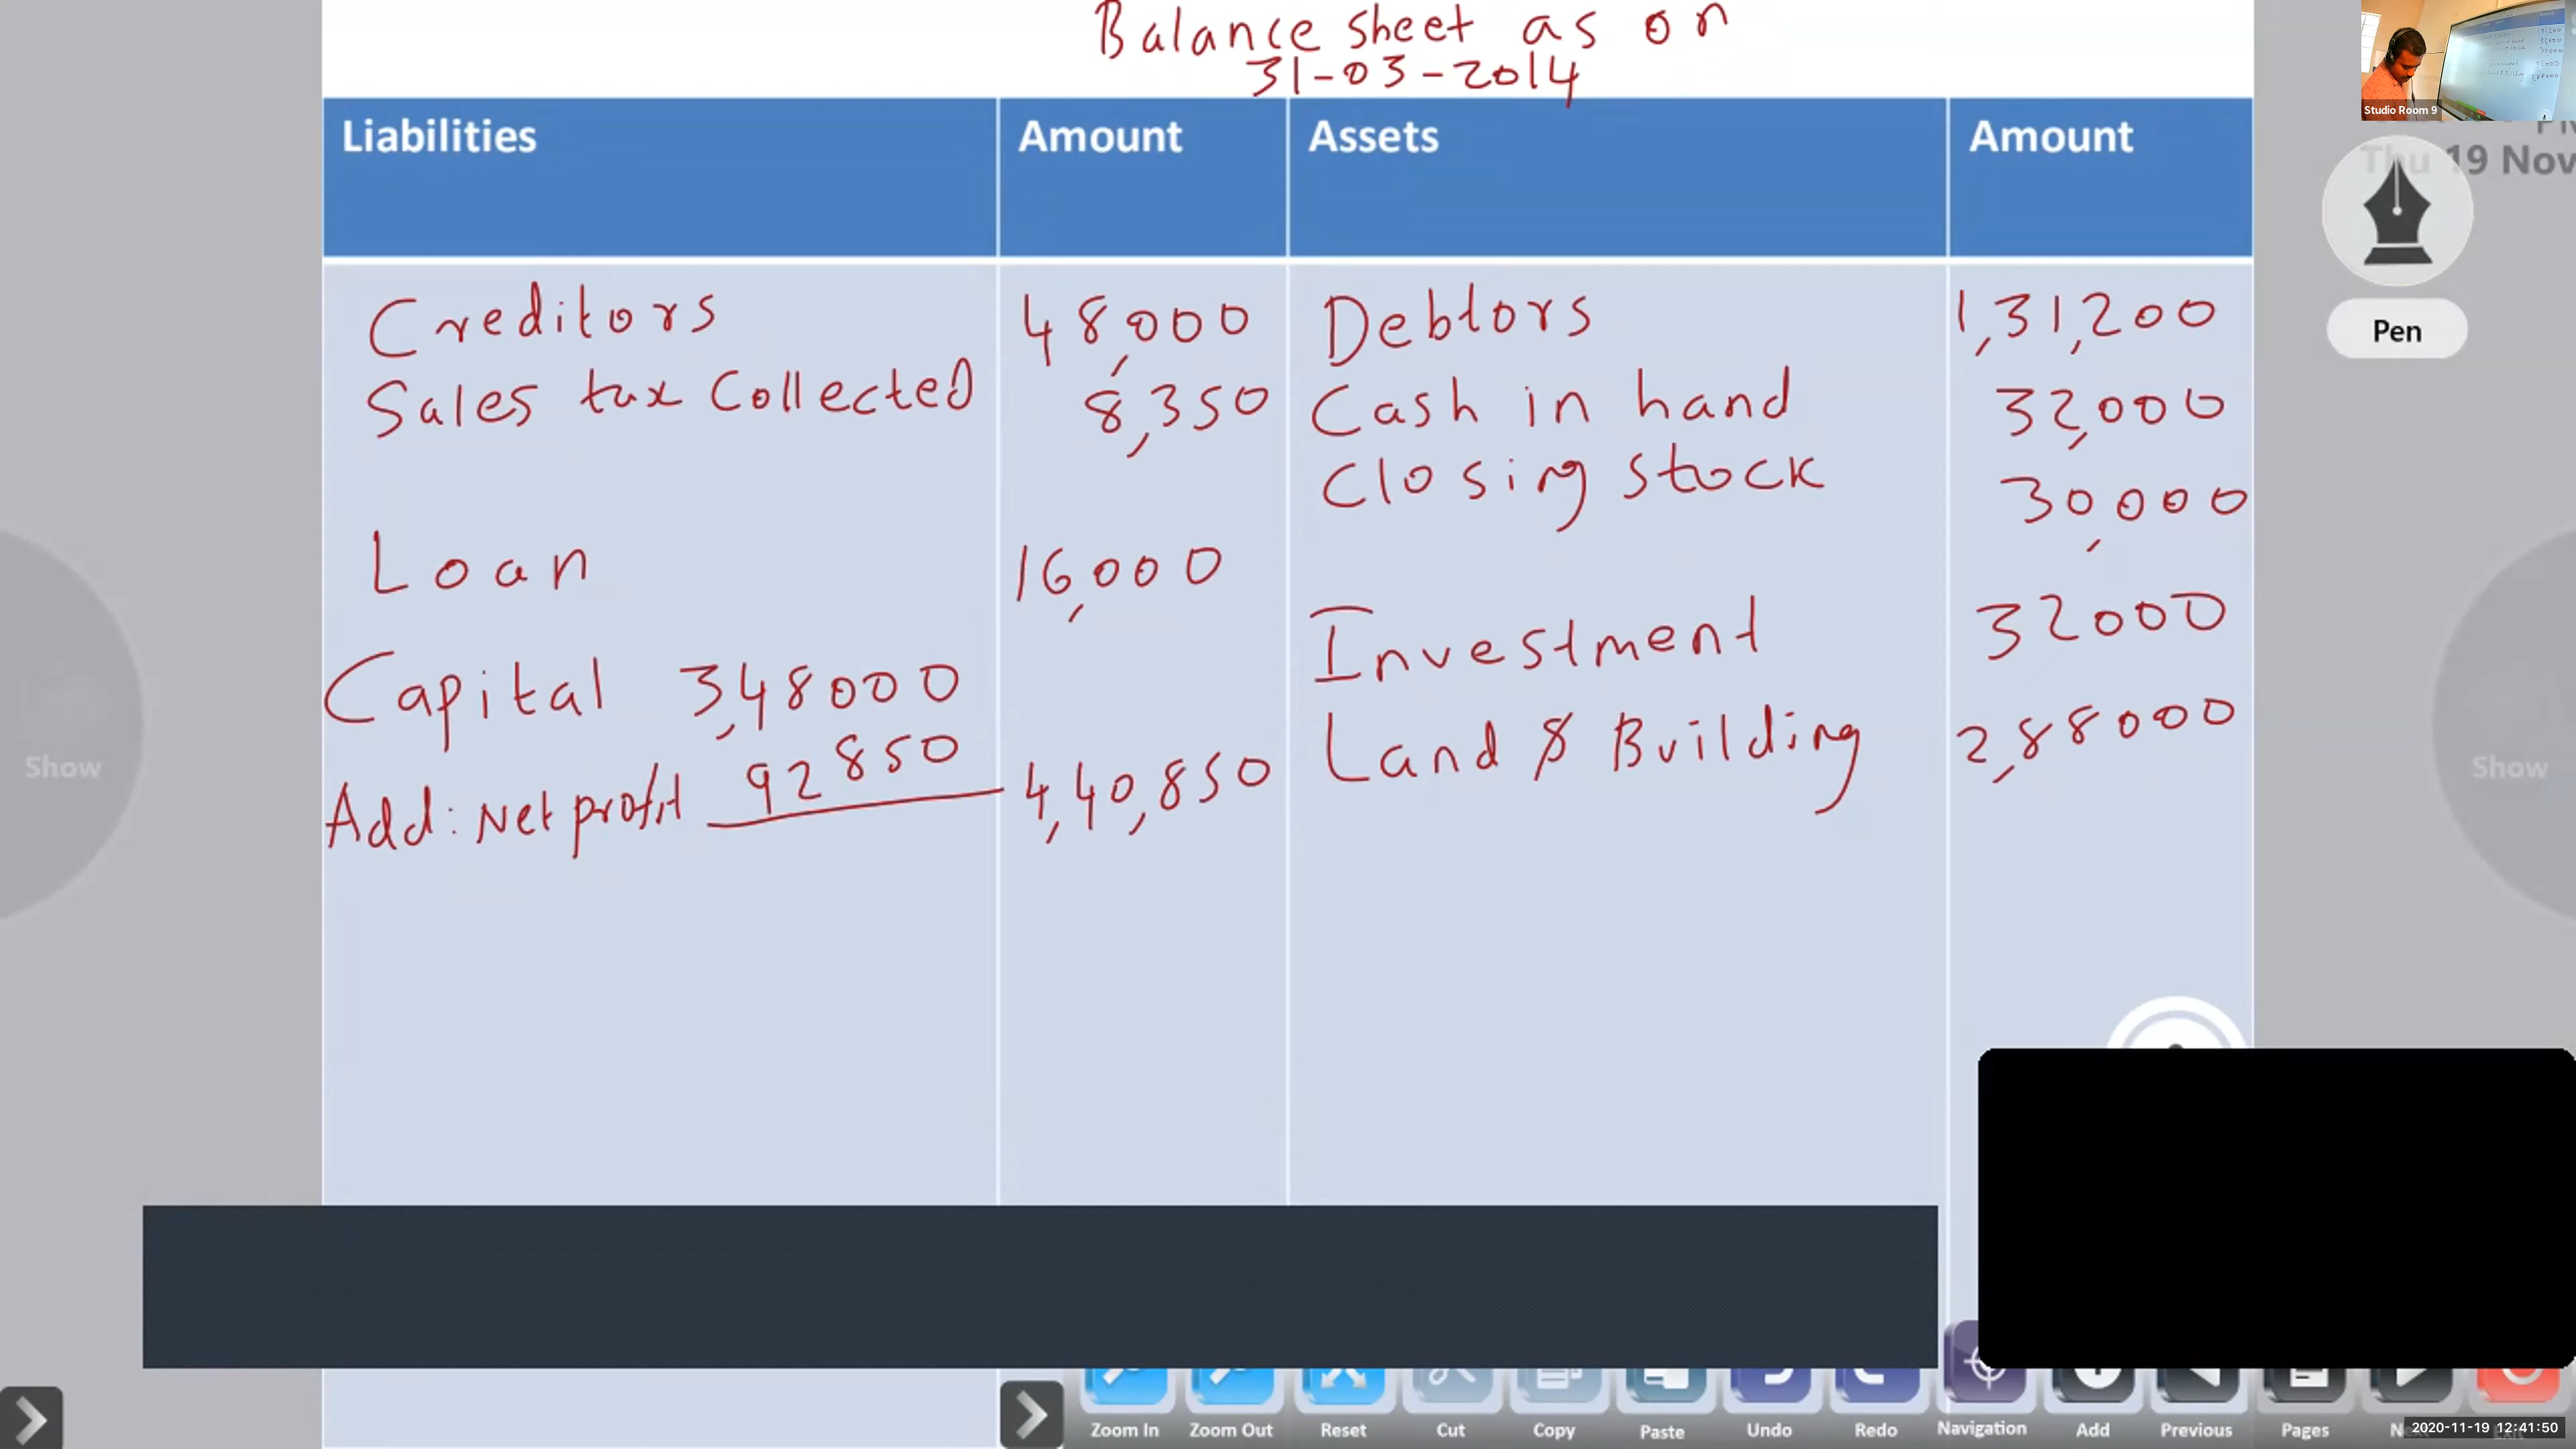 Balance sheet as on
31-03-2014
Liabilities Amount Assets Amount
Creditors 48,000 Debtors 1,31,200
Sales tax Collected 8,350 Cash in hand 32,000
Closing stock 30,000
Loan 16,000
Investment 32000
Capital 3,48000
Land & Building 2,88000
Add: Net profit 92850 4,40,850
Studio Room 9
Thu 19 Nov
Pen
Show
Show
Zoom In Zoom Out Reset Cut Copy Paste Undo Redo Navigation Add Previous Pages
2020-11-19 12:41:50